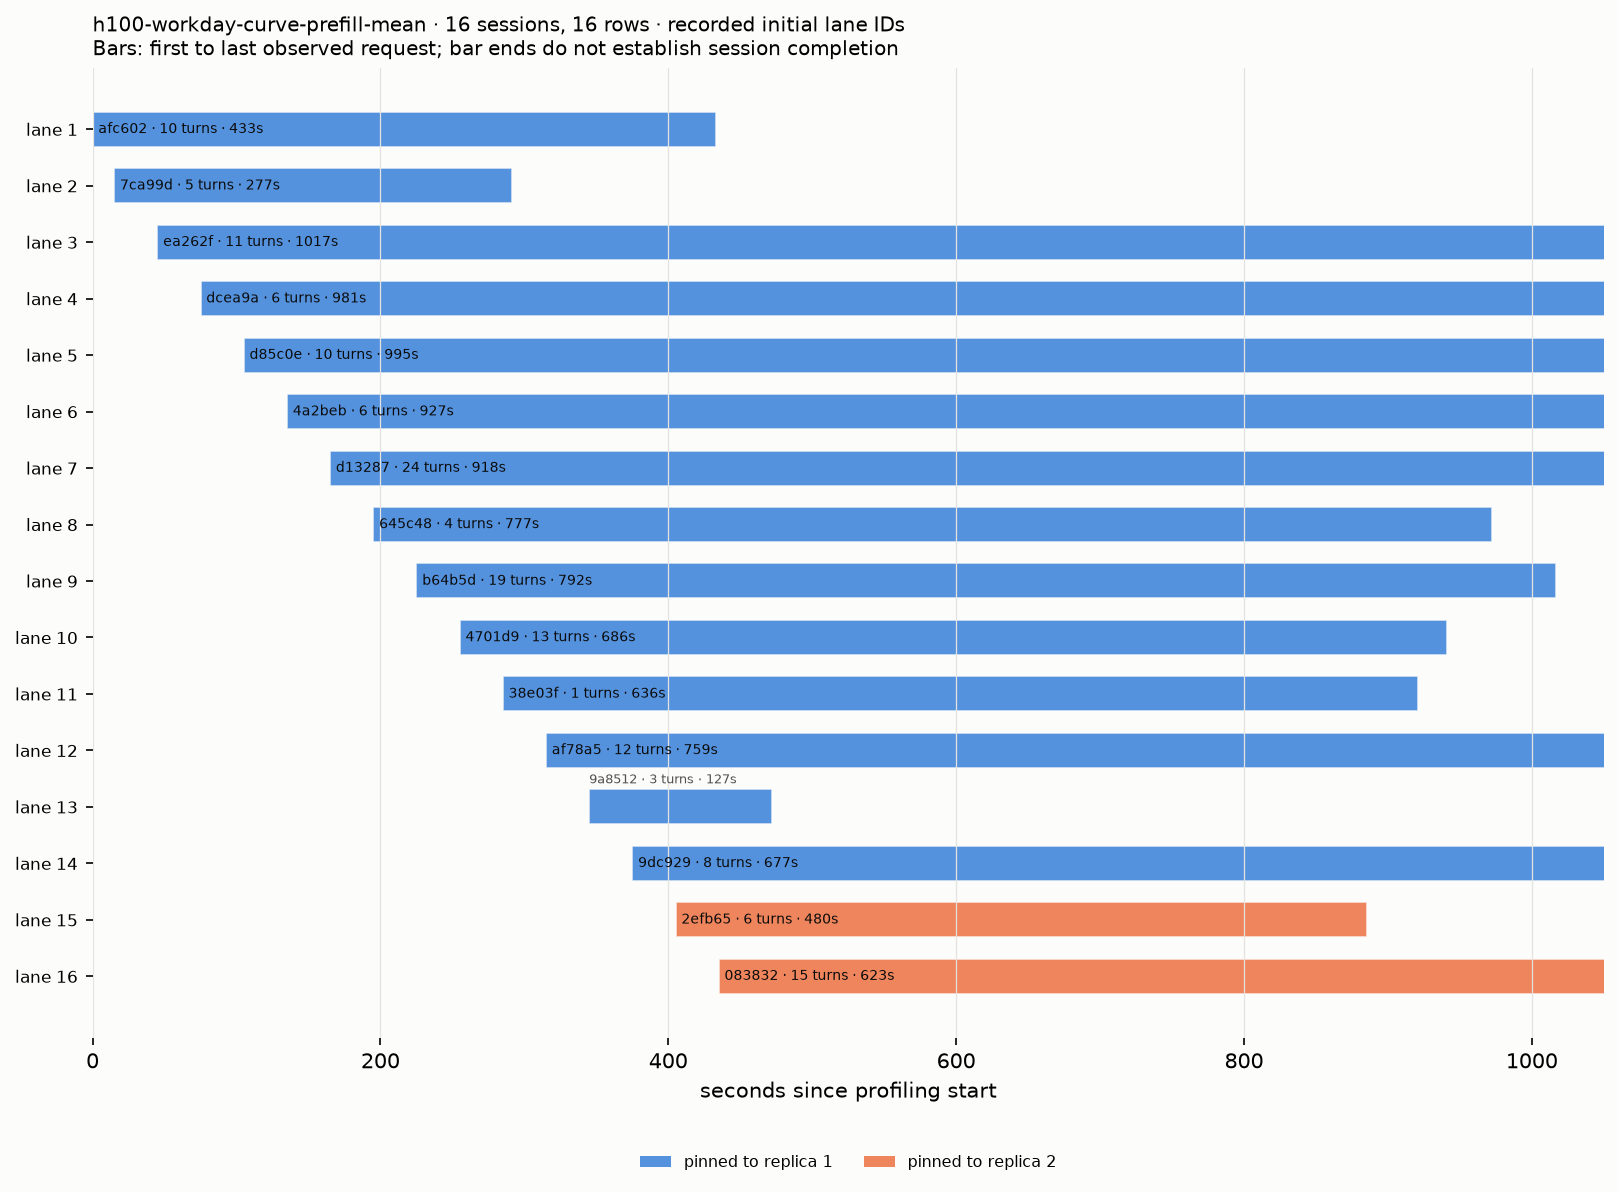 h100-workday-curve-prefill-mean · 16 sessions, 16 rows · recorded initial lane IDs
Bars: first to last observed request; bar ends do not establish session completion
lane 1
afc602 · 10 turns · 433s
lane 2
7ca99d · 5 turns · 277s
lane 3
ea262f · 11 turns · 1017s
lane 4
dcea9a · 6 turns · 981s
lane 5
d85c0e · 10 turns · 995s
lane 6
4a2beb · 6 turns · 927s
lane 7
d13287 · 24 turns · 918s
lane 8
645c48 · 4 turns · 777s
lane 9
b64b5d · 19 turns · 792s
lane 10
4701d9 · 13 turns · 686s
lane 11
38e03f · 1 turns · 636s
lane 12
af78a5 · 12 turns · 759s
9a8512 · 3 turns · 127s
lane 13
lane 14
9dc929 · 8 turns · 677s
lane 15
2efb65 · 6 turns · 480s
lane 16
083832 · 15 turns · 623s
0 200 400 600 800 1000
seconds since profiling start
pinned to replica 1
pinned to replica 2